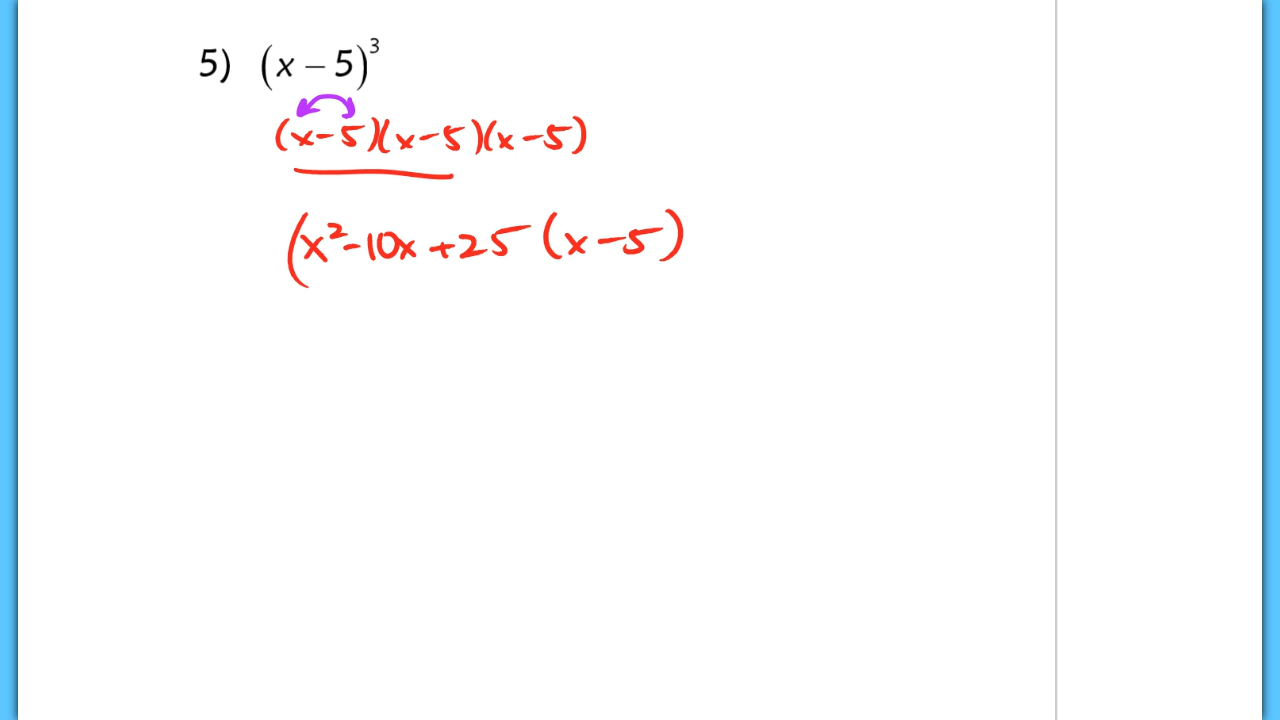 5) (x – 5)³
(x-5)(x-5)(x-5)
(x²-10x+25(x-5)